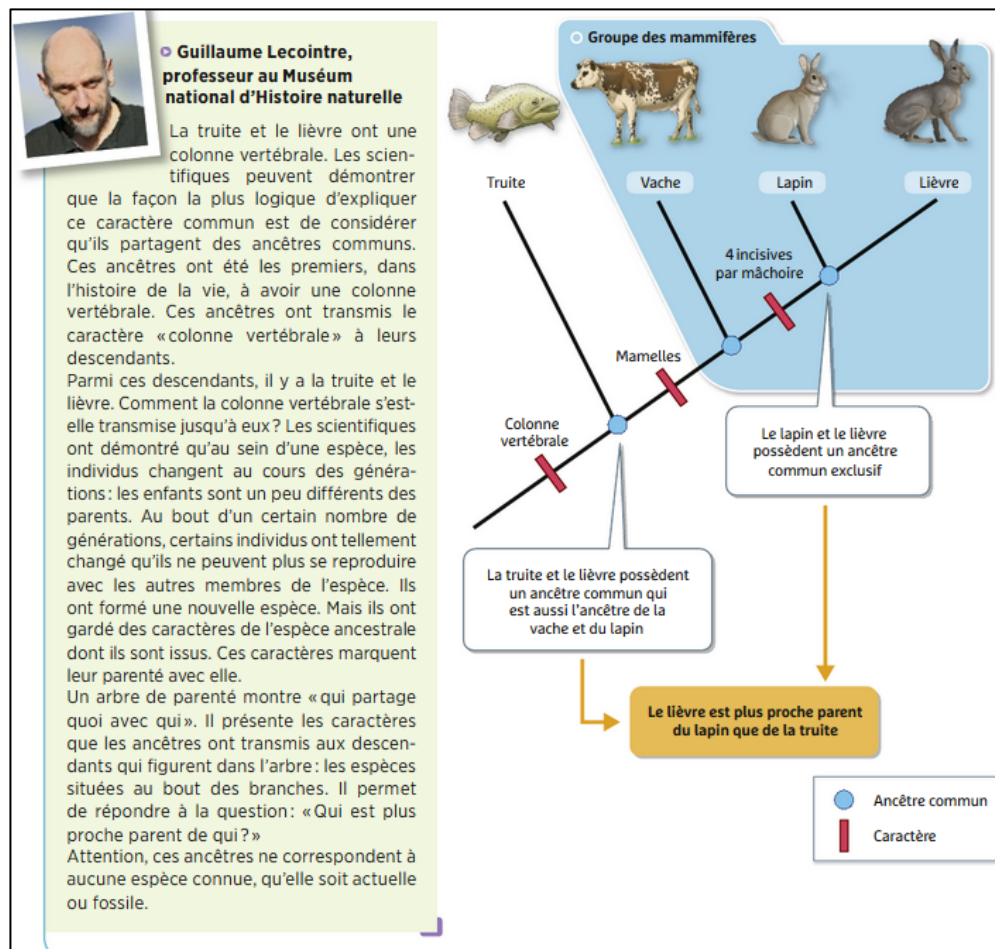 Guillaume Lecointre,
professeur au Muséum
national d'Histoire naturelle
La truite et le lièvre ont une
colonne vertébrale. Les scien-
tifiques peuvent démontrer
que la façon la plus logique d'expliquer
ce caractère commun est de considérer
qu'ils partagent des ancêtres communs.
Ces ancêtres ont été les premiers, dans
l'histoire de la vie, à avoir une colonne
vertébrale. Ces ancêtres ont transmis le
caractère «colonne vertébrale» à leurs
descendants.
Parmi ces descendants, il y a la truite et le
lièvre. Comment la colonne vertébrale s'est-
elle transmise jusqu'à eux? Les scientifiques
ont démontré qu'au sein d'une espèce, les
individus changent au cours des généra-
tions: les enfants sont un peu différents des
parents. Au bout d'un certain nombre de
générations, certains individus ont tellement
changé qu'ils ne peuvent plus se reproduire
avec les autres membres de l'espèce. Ils
ont formé une nouvelle espèce. Mais ils ont
gardé des caractères de l'espèce ancestrale
dont ils sont issus. Ces caractères marquent
leur parenté avec elle.
Un arbre de parenté montre «qui partage
quoi avec qui». Il présente les caractères
que les ancêtres ont transmis aux descen-
dants qui figurent dans l'arbre: les espèces
situées au bout des branches. Il permet
de répondre à la question: «Qui est plus
proche parent de qui?»
Attention, ces ancêtres ne correspondent à
aucune espèce connue, qu'elle soit actuelle
ou fossile.
Groupe des mammifères
Truite
Vache
Lapin
Lièvre
4 incisives
par mâchoire
Mamelles
Colonne
vertébrale
Le lapin et le lièvre
possèdent un ancêtre
commun exclusif
La truite et le lièvre possèdent
un ancêtre commun qui
est aussi l'ancêtre de la
vache et du lapin
Le lièvre est plus proche parent
du lapin que de la truite
Ancêtre commun
Caractère